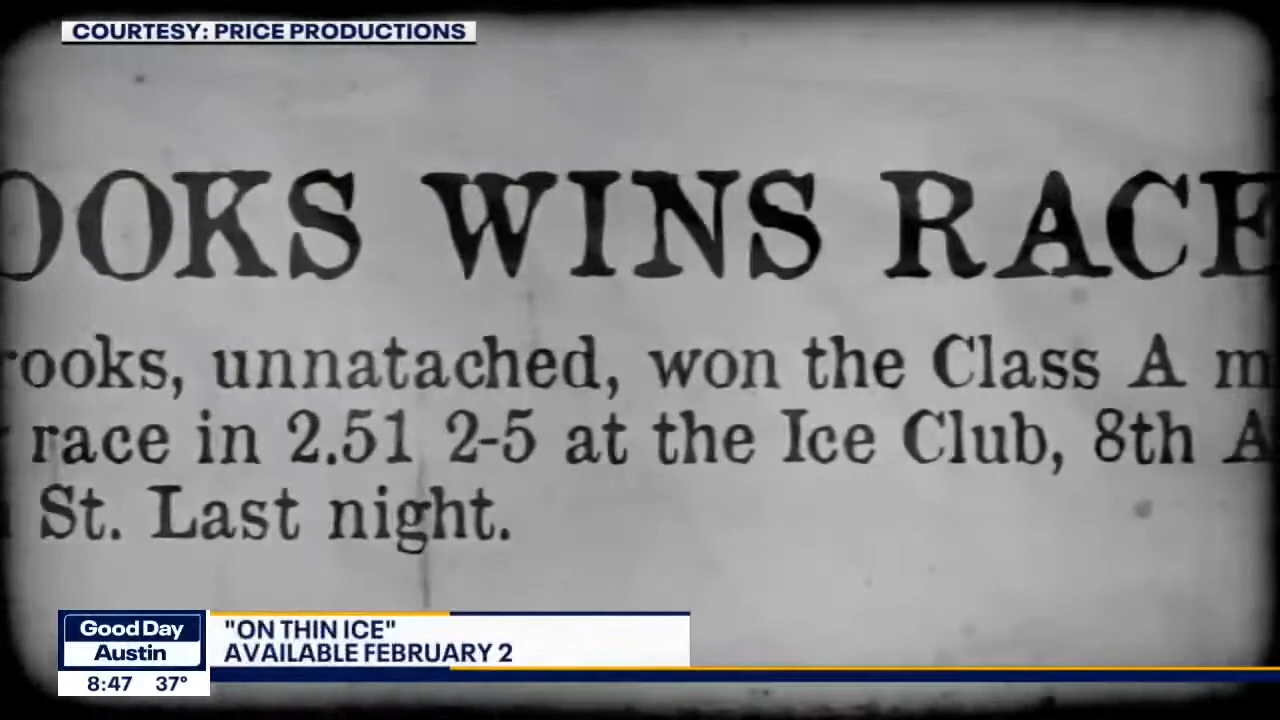 COURTESY: PRICE PRODUCTIONS
OOKS WINS RACE
rooks, unnatached, won the Class A m
race in 2.51 2-5 at the Ice Club, 8th A
St. Last night.
Good Day
Austin
"ON THIN ICE"
AVAILABLE FEBRUARY 2
8:47 37°